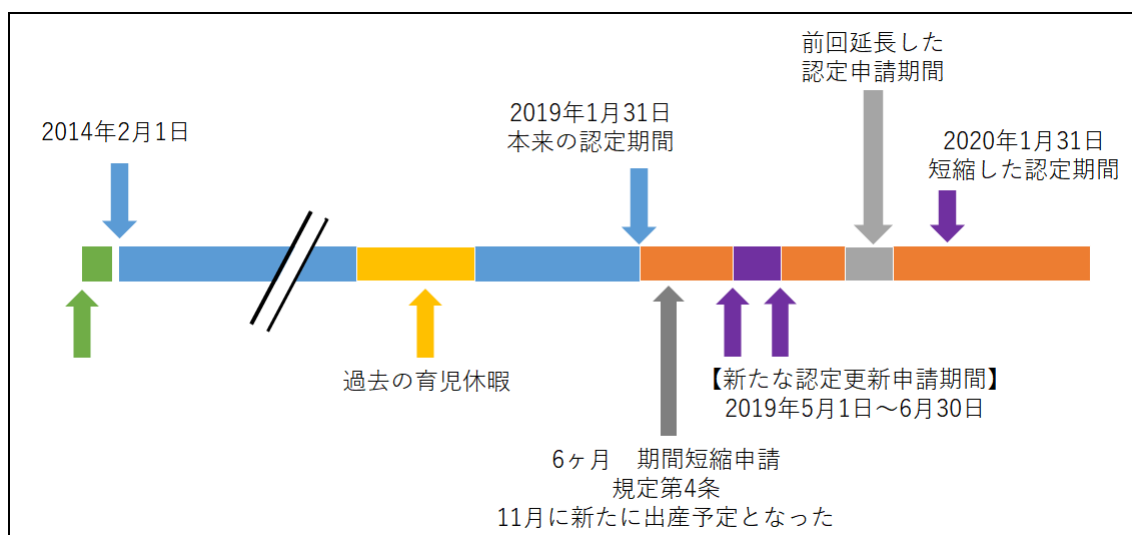 前回延長した
認定申請期間
2014年2月1日
2019年1月31日
本来の認定期間
2020年1月31日
短縮した認定期間
過去の育児休暇
【新たな認定更新申請期間】
2019年5月1日~6月30日
6ヶ月 期間短縮申請
規定第4条
11月に新たに出産予定となった